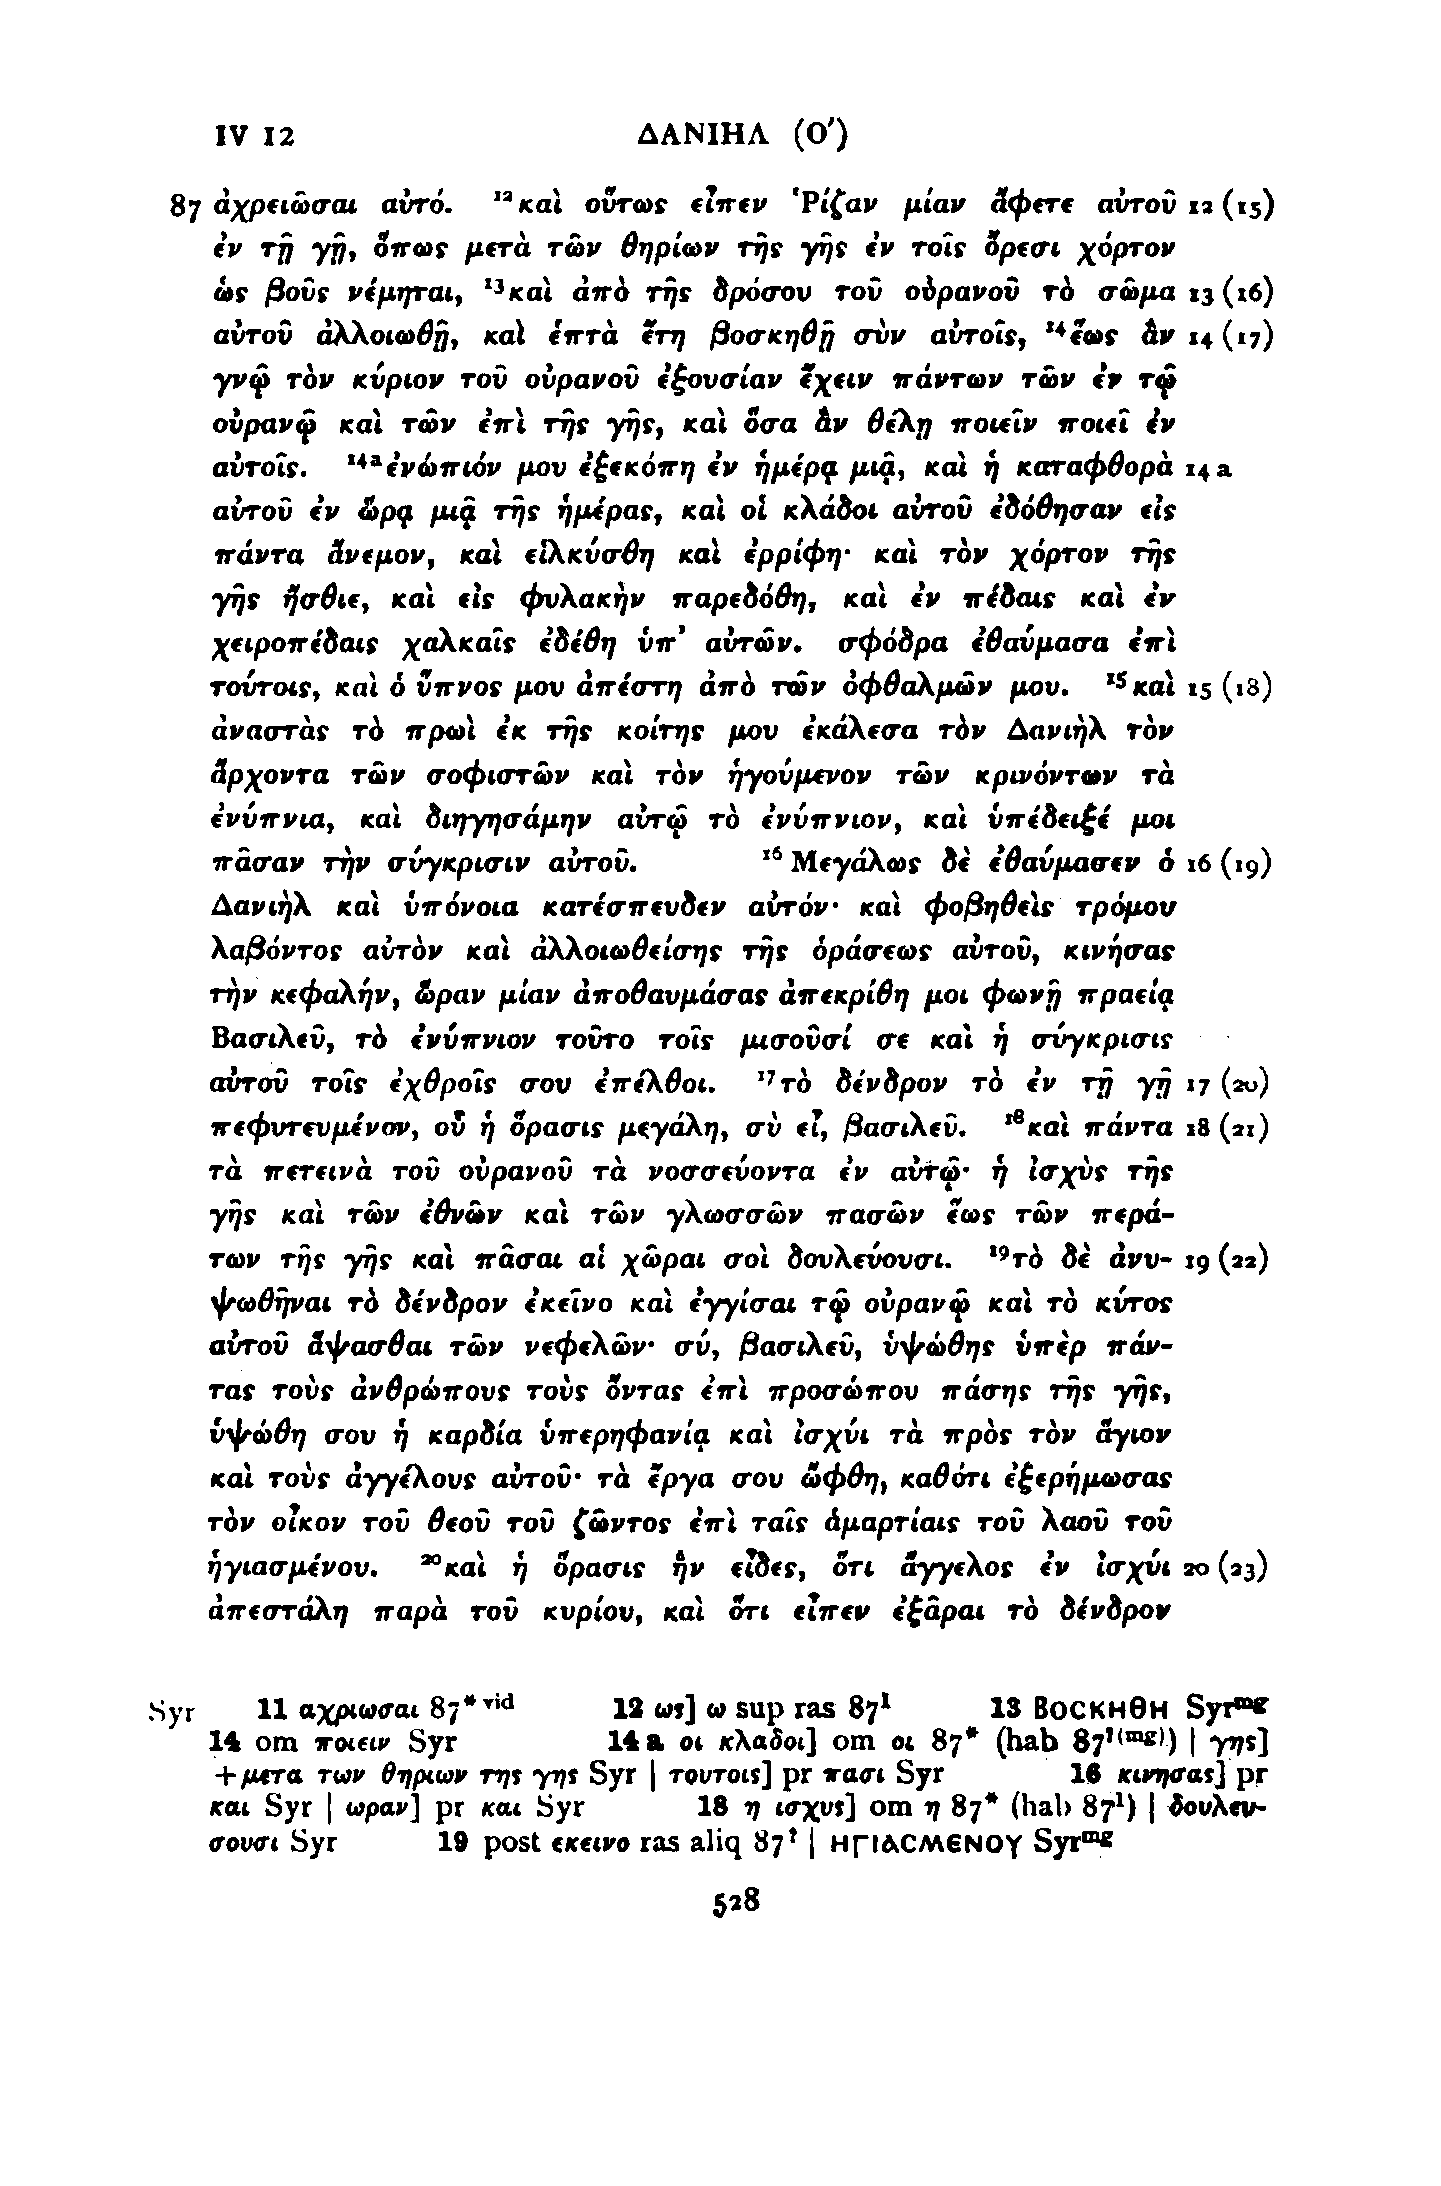 IV 12 ΔΑΝΙΗΛ (Ο')
87 ἀχρειῶσαι αὐτό. ¹²καὶ οὕτως εἶπεν Ῥίζαν μίαν ἄφετε αὐτοῦ 12 (15)
ἐν τῇ γῇ, ὅπως μετὰ τῶν θηρίων τῆς γῆς ἐν τοῖς ὄρεσι χόρτον
ὡς βοῦς νέμηται, ¹³καὶ ἀπὸ τῆς δρόσου τοῦ οὐρανοῦ τὸ σῶμα 13 (16)
αὐτοῦ ἀλλοιωθῇ, καὶ ἑπτὰ ἔτη βοσκηθῇ σὺν αὐτοῖς, ¹⁴ἕως ἂν 14 (17)
γνῷ τὸν κύριον τοῦ οὐρανοῦ ἐξουσίαν ἔχειν πάντων τῶν ἐν τῷ
οὐρανῷ καὶ τῶν ἐπὶ τῆς γῆς, καὶ ὅσα ἂν θέλῃ ποιεῖν ποιεῖ ἐν
αὐτοῖς. ¹⁴ᵃἐνώπιόν μου ἐξεκόπη ἐν ἡμέρᾳ μιᾷ, καὶ ἡ καταφθορὰ 14 a
αὐτοῦ ἐν ὥρᾳ μιᾷ τῆς ἡμέρας, καὶ οἱ κλάδοι αὐτοῦ ἐδόθησαν εἰς
πάντα ἄνεμον, καὶ εἱλκύσθη καὶ ἐρρίφη· καὶ τὸν χόρτον τῆς
γῆς ἤσθιε, καὶ εἰς φυλακὴν παρεδόθη, καὶ ἐν πέδαις καὶ ἐν
χειροπέδαις χαλκαῖς ἐδέθη ὑπ' αὐτῶν. σφόδρα ἐθαύμασα ἐπὶ
τούτοις, καὶ ὁ ὕπνος μου ἀπέστη ἀπὸ τῶν ὀφθαλμῶν μου. ¹⁵καὶ 15 (18)
ἀναστὰς τὸ πρωὶ ἐκ τῆς κοίτης μου ἐκάλεσα τὸν Δανιὴλ τὸν
ἄρχοντα τῶν σοφιστῶν καὶ τὸν ἡγούμενον τῶν κρινόντων τὰ
ἐνύπνια, καὶ διηγησάμην αὐτῷ τὸ ἐνύπνιον, καὶ ὑπέδειξέ μοι
πᾶσαν τὴν σύγκρισιν αὐτοῦ. ¹⁶Μεγάλως δὲ ἐθαύμασεν ὁ 16 (19)
Δανιὴλ καὶ ὑπόνοια κατέσπευδεν αὐτόν· καὶ φοβηθεὶς τρόμου
λαβόντος αὐτὸν καὶ ἀλλοιωθείσης τῆς ὁράσεως αὐτοῦ, κινήσας
τὴν κεφαλήν, ὥραν μίαν ἀποθαυμάσας ἀπεκρίθη μοι φωνῇ πραείᾳ
Βασιλεῦ, τὸ ἐνύπνιον τοῦτο τοῖς μισοῦσί σε καὶ ἡ σύγκρισις
αὐτοῦ τοῖς ἐχθροῖς σου ἐπέλθοι. ¹⁷τὸ δένδρον τὸ ἐν τῇ γῇ 17 (20)
πεφυτευμένον, οὗ ἡ ὅρασις μεγάλη, σὺ εἶ, βασιλεῦ. ¹⁸καὶ πάντα 18 (21)
τὰ πετεινὰ τοῦ οὐρανοῦ τὰ νοσσεύοντα ἐν αὐτῷ· ἡ ἰσχὺς τῆς
γῆς καὶ τῶν ἐθνῶν καὶ τῶν γλωσσῶν πασῶν ἕως τῶν περά-
των τῆς γῆς καὶ πᾶσαι αἱ χῶραι σοὶ δουλεύουσι. ¹⁹τὸ δὲ ἀνυ- 19 (22)
ψωθῆναι τὸ δένδρον ἐκεῖνο καὶ ἐγγίσαι τῷ οὐρανῷ καὶ τὸ κύτος
αὐτοῦ ἅψασθαι τῶν νεφελῶν· σύ, βασιλεῦ, ὑψώθης ὑπὲρ πάν-
τας τοὺς ἀνθρώπους τοὺς ὄντας ἐπὶ προσώπου πάσης τῆς γῆς,
ὑψώθη σου ἡ καρδία ὑπερηφανίᾳ καὶ ἰσχύι τὰ πρὸς τὸν ἅγιον
καὶ τοὺς ἀγγέλους αὐτοῦ· τὰ ἔργα σου ὤφθη, καθότι ἐξερήμωσας
τὸν οἶκον τοῦ θεοῦ τοῦ ζῶντος ἐπὶ ταῖς ἁμαρτίαις τοῦ λαοῦ τοῦ
ἡγιασμένου. ²⁰καὶ ἡ ὅρασις ἣν εἶδες, ὅτι ἄγγελος ἐν ἰσχύι 20 (23)
ἀπεστάλη παρὰ τοῦ κυρίου, καὶ ὅτι εἶπεν ἐξᾶραι τὸ δένδρον
Syr 11 αχριωσαι 87* ᵛⁱᵈ 12 ως] ω sup ras 87¹ 13 ΒΟСΚΗΘΗ Syrᵐᵍ
14 om ποιειν Syr 14 a οι κλαδοι] om οι 87* (hab 87¹⁽ᵐᵍ⁾) | γης]
+μετα των θηριων της γης Syr | τουτοις] pr πασι Syr 16 κινησας] pr
και Syr | ωραν] pr και Syr 18 η ισχυς] om η 87* (hab 87¹) | δουλευ-
σουσι Syr 19 post εκεινο ras aliq 87ˀ | ΗΓΙΑСΜΕΝΟΥ Syrᵐᵍ
528